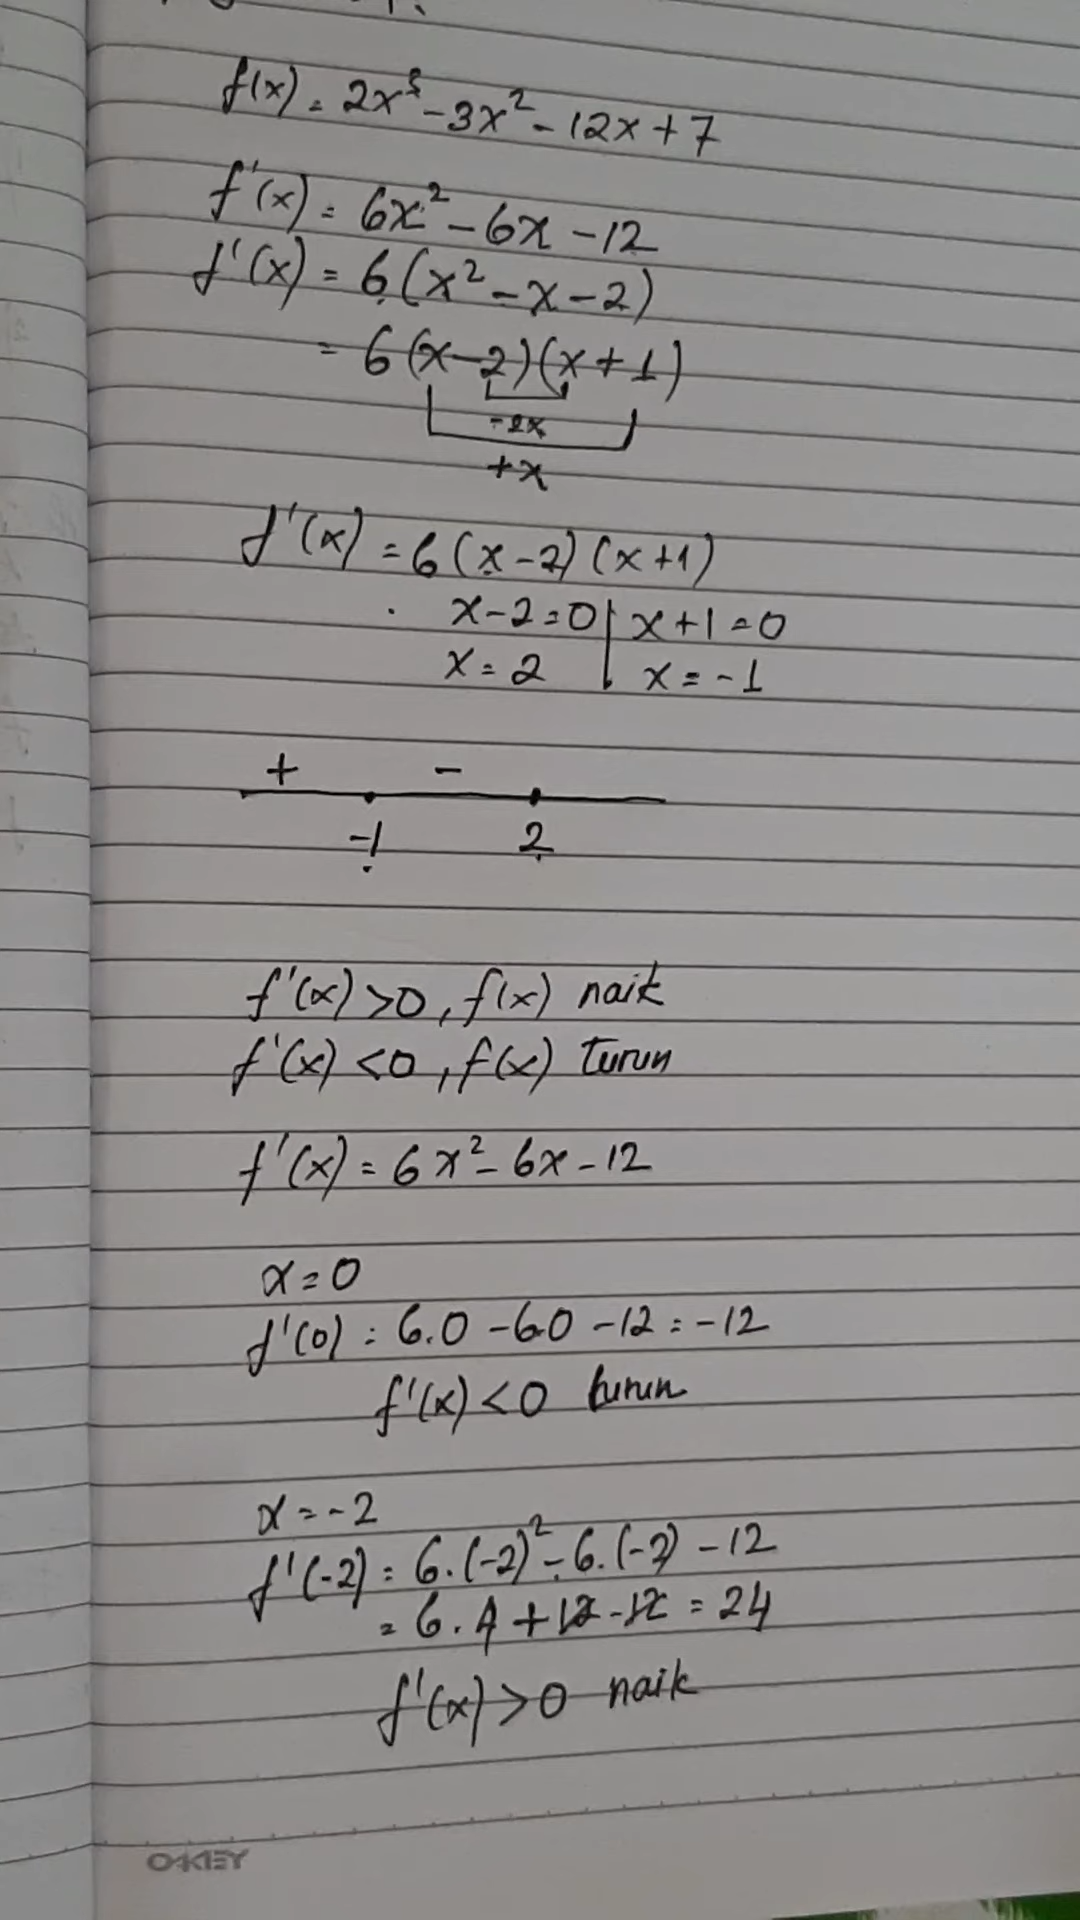 f(x) = 2x³ - 3x² - 12x + 7
f'(x) = 6x² - 6x - 12
f'(x) = 6(x² - x - 2)
= 6(x-2)(x+1)
-2x
+x
f'(x) = 6(x-2)(x+1)
x-2=0 | x+1=0
x=2 | x=-1
+ -
-1 2
f'(x)>0, f(x) naik
f'(x)<0, f(x) Turun
f'(x) = 6x² - 6x - 12
x=0
f'(0) = 6.0 - 6.0 - 12 = -12
f'(x)<0 turun
x=-2
f'(-2) = 6.(-2)² - 6.(-2) - 12
= 6.4 + 12 - 12 = 24
f'(x)>0 naik
OKEY